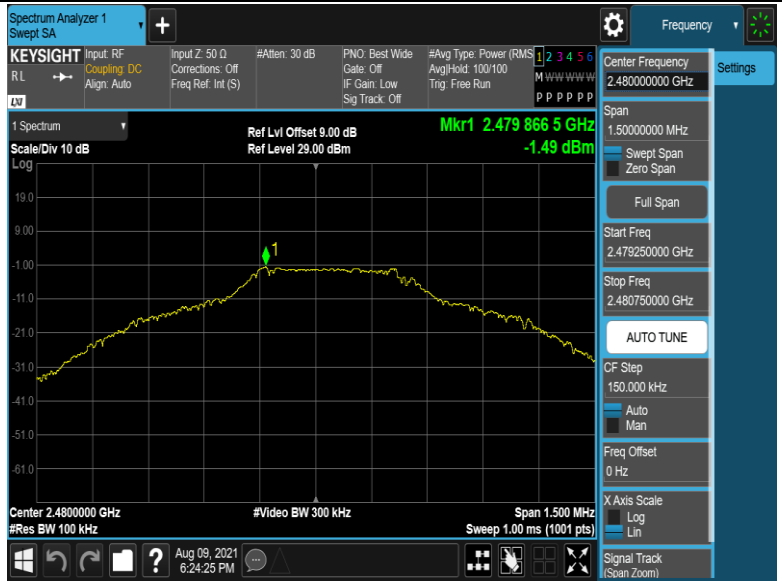 Spectrum Analyzer 1
Swept SA
Frequency
KEYSIGHT
R L
LXI
Input: RF
Coupling: DC
Align: Auto
Input Z: 50 Ω
Corrections: Off
Freq Ref: Int (S)
#Atten: 30 dB
PNO: Best Wide
Gate: Off
IF Gain: Low
Sig Track: Off
#Avg Type: Power (RMS
Avg|Hold: 100/100
Trig: Free Run
1 2 3 4 5 6
M W W W W W
P P P P P P
1 Spectrum
Scale/Div 10 dB
Log
Ref Lvl Offset 9.00 dB
Ref Level 29.00 dBm
Mkr1 2.479 866 5 GHz
-1.49 dBm
19.0
9.00
-1.00
-11.0
-21.0
-31.0
-41.0
-51.0
-61.0
1
Center 2.4800000 GHz
#Res BW 100 kHz
#Video BW 300 kHz
Span 1.500 MHz
Sweep 1.00 ms (1001 pts)
Center Frequency
2.480000000 GHz
Span
1.50000000 MHz
Swept Span
Zero Span
Full Span
Start Freq
2.479250000 GHz
Stop Freq
2.480750000 GHz
AUTO TUNE
CF Step
150.000 kHz
Auto
Man
Freq Offset
0 Hz
X Axis Scale
Log
Lin
Signal Track
(Span Zoom)
Settings
?
Aug 09, 2021
6:24:25 PM